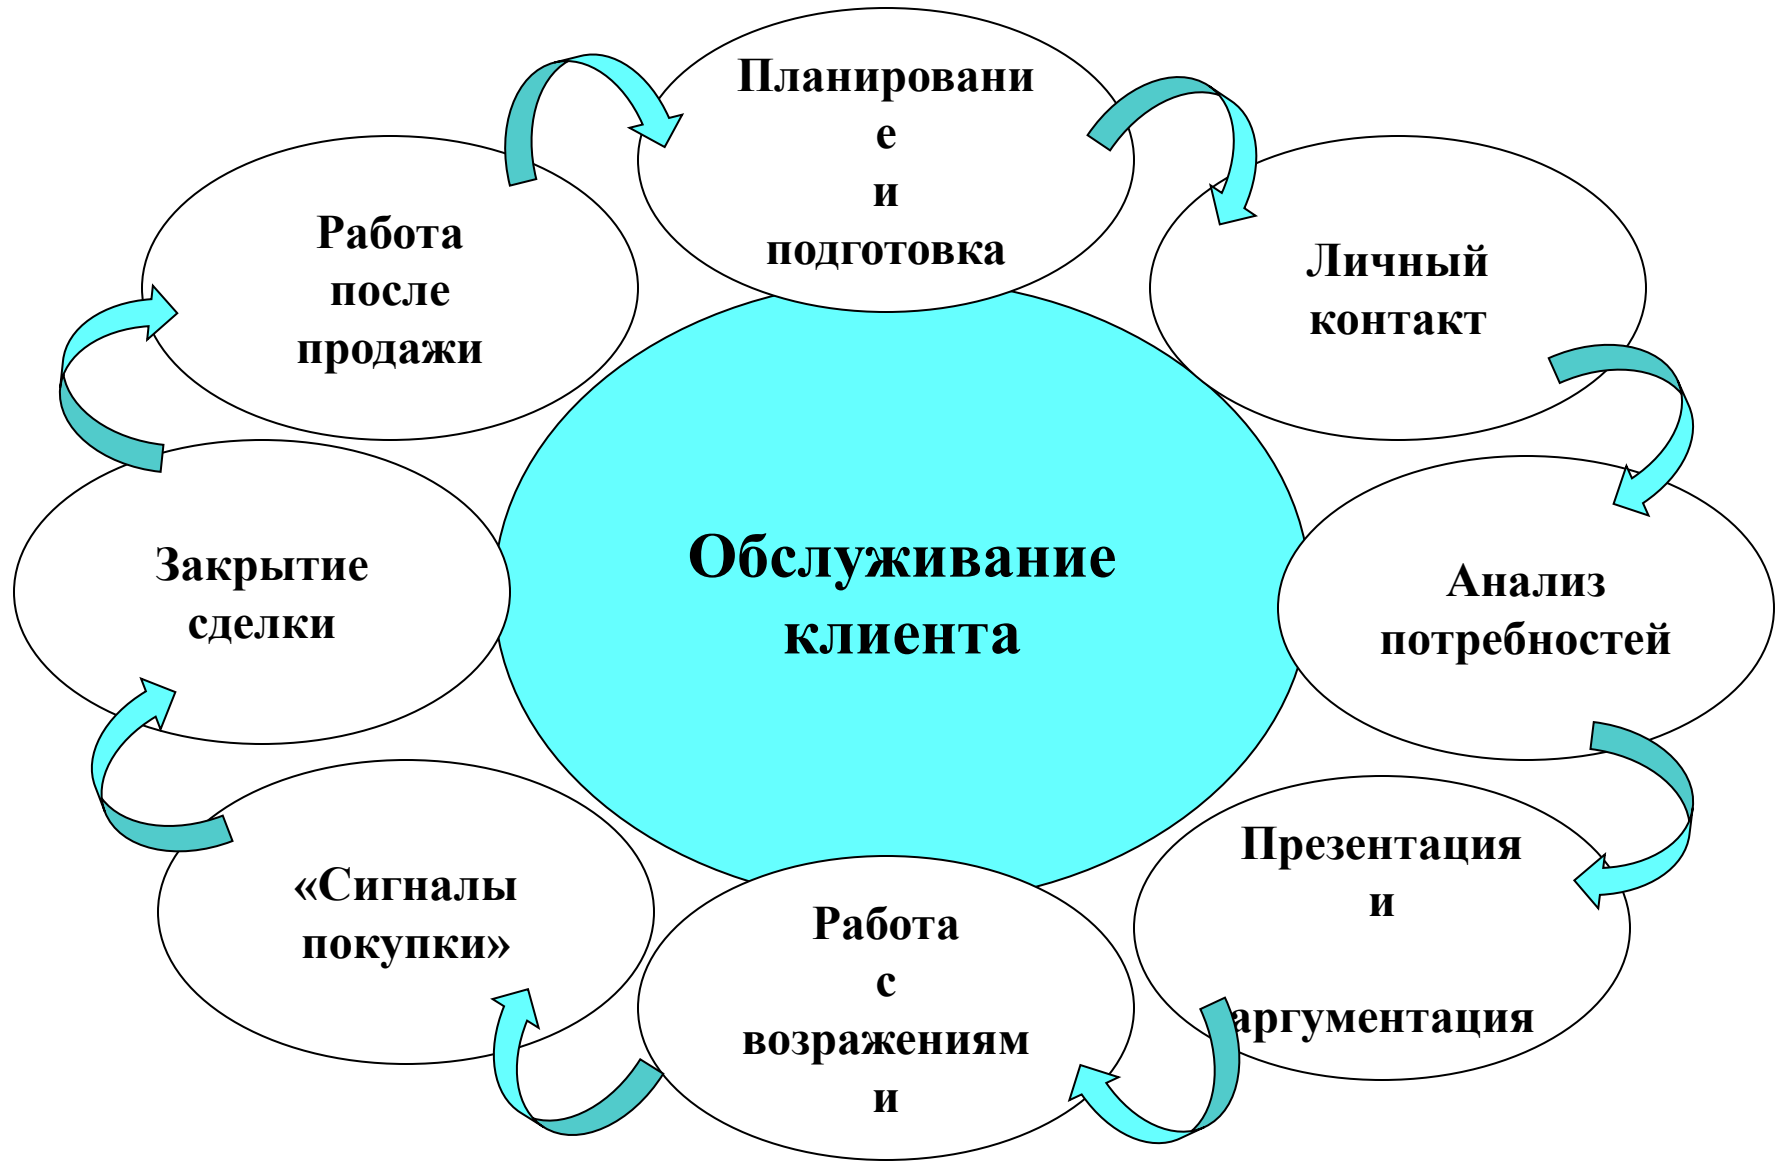 Планировани
е
и
подготовка
Личный
контакт
Анализ
потребностей
Презентация
и
аргументация
Работа
с
возражениям
и
«Сигналы
покупки»
Закрытие
сделки
Работа
после
продажи
Обслуживание
клиента